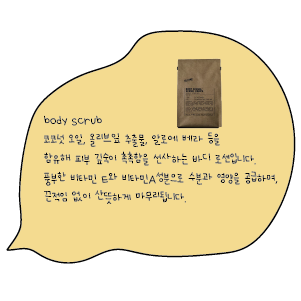 body scrub
코코넛 오일, 올리브잎 추출물, 알로에 베라 등을
함유해 피부 깊숙이 촉촉함을 선사하는 바디 로션입니다.
풍부한 비타민 E와 비타민A성분으로 수분과 영양을 공급하며,
끈적임 없이 산뜻하게 마무리됩니다.